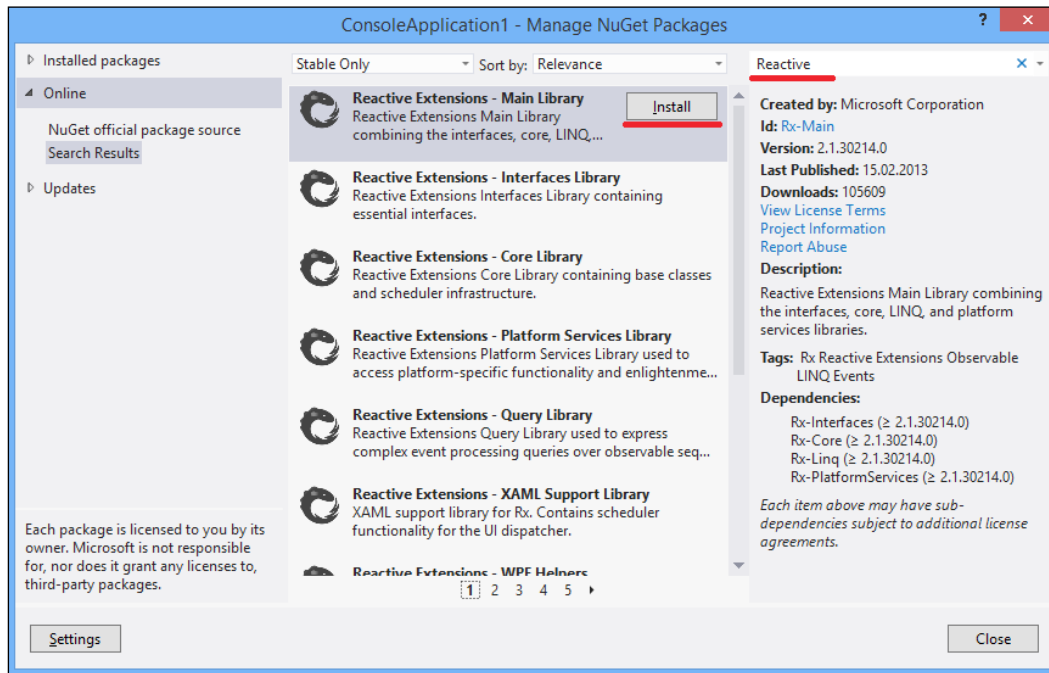 ConsoleApplication1 - Manage NuGet Packages
?
×
Installed packages
Online
NuGet official package source
Search Results
Updates
Each package is licensed to you by its
owner. Microsoft is not responsible
for, nor does it grant any licenses to,
third-party packages.
Stable Only
Sort by: Relevance
Reactive Extensions - Main Library
Reactive Extensions Main Library
combining the interfaces, core, LINQ,...
Install
Reactive Extensions - Interfaces Library
Reactive Extensions Interfaces Library containing
essential interfaces.
Reactive Extensions - Core Library
Reactive Extensions Core Library containing base classes
and scheduler infrastructure.
Reactive Extensions - Platform Services Library
Reactive Extensions Platform Services Library used to
access platform-specific functionality and enlightenme...
Reactive Extensions - Query Library
Reactive Extensions Query Library used to express
complex event processing queries over observable seq...
Reactive Extensions - XAML Support Library
XAML support library for Rx. Contains scheduler
functionality for the UI dispatcher.
Reactive Extensions - WPF Helpers
1 2 3 4 5
Reactive
×
Created by: Microsoft Corporation
Id: Rx-Main
Version: 2.1.30214.0
Last Published: 15.02.2013
Downloads: 105609
View License Terms
Project Information
Report Abuse
Description:
Reactive Extensions Main Library combining
the interfaces, core, LINQ, and platform
services libraries.
Tags: Rx Reactive Extensions Observable
LINQ Events
Dependencies:
Rx-Interfaces (≥ 2.1.30214.0)
Rx-Core (≥ 2.1.30214.0)
Rx-Linq (≥ 2.1.30214.0)
Rx-PlatformServices (≥ 2.1.30214.0)
Each item above may have sub-
dependencies subject to additional license
agreements.
Settings
Close